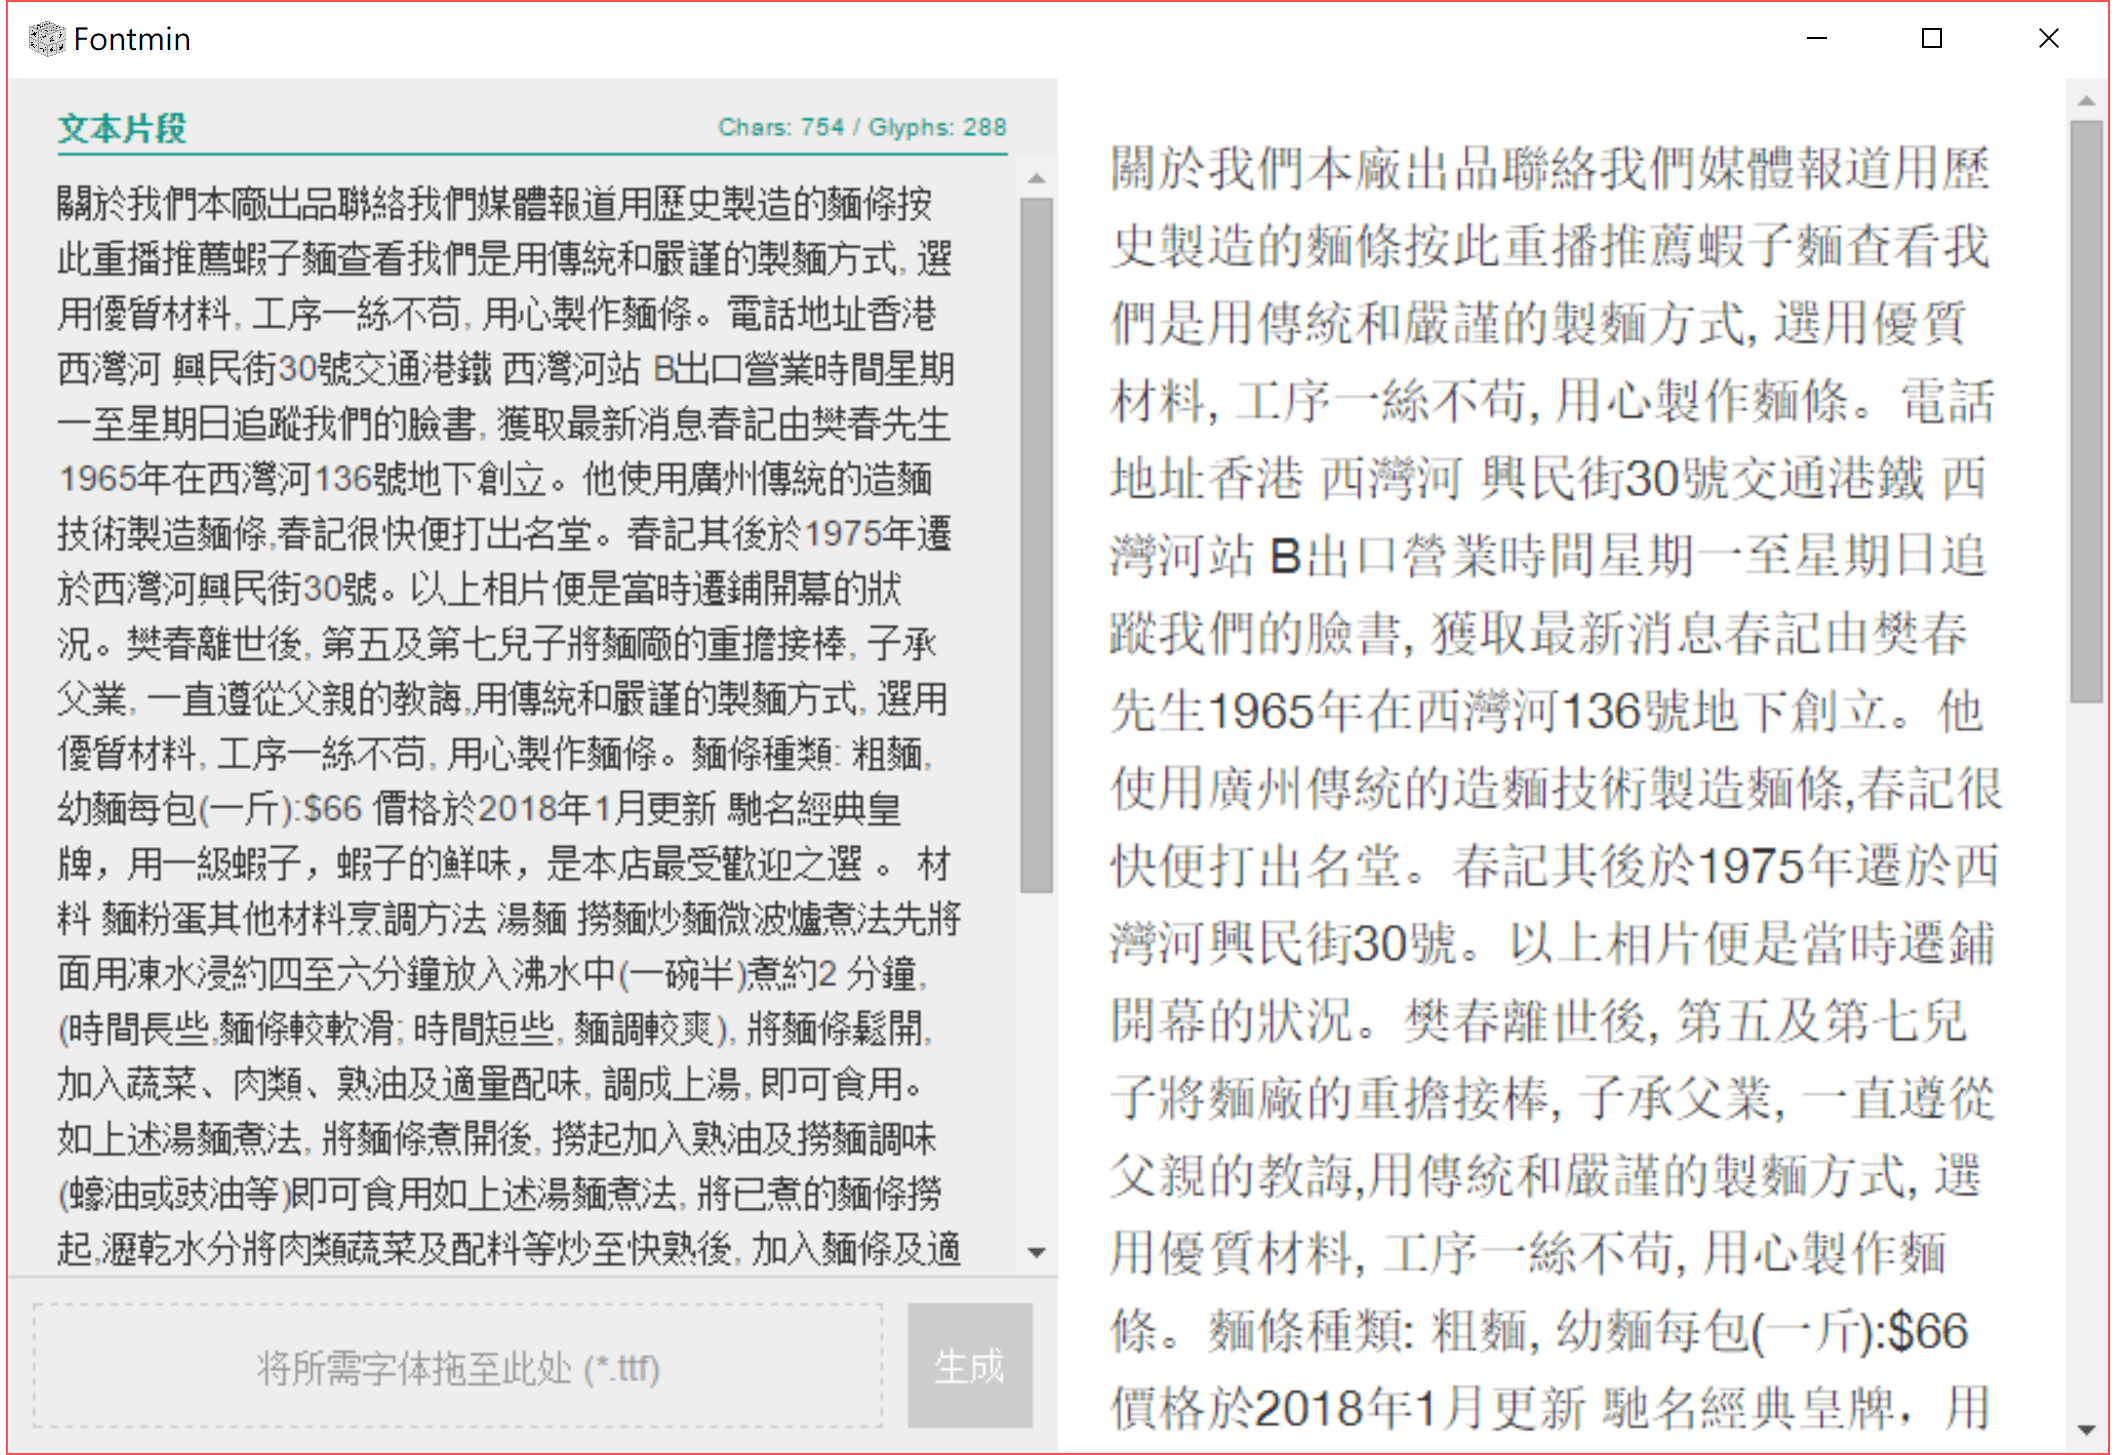 Fontmin
文本片段
Chars: 754 / Glyphs: 288
關於我們本廠出品聯絡我們媒體報道用歷史製造的麵條按
此重播推薦蝦子麵查看我們是用傳統和嚴謹的製麵方式, 選
用優質材料, 工序一絲不苟, 用心製作麵條。電話地址香港
西灣河 興民街30號交通港鐵 西灣河站 B出口營業時間星期
一至星期日追蹤我們的臉書, 獲取最新消息春記由樊春先生
1965年在西灣河136號地下創立。他使用廣州傳統的造麵
技術製造麵條,春記很快便打出名堂。春記其後於1975年遷
於西灣河興民街30號。以上相片便是當時遷鋪開幕的狀
況。樊春離世後, 第五及第七兒子將麵廠的重擔接棒, 子承
父業, 一直遵從父親的教誨,用傳統和嚴謹的製麵方式, 選用
優質材料, 工序一絲不苟, 用心製作麵條。麵條種類: 粗麵,
幼麵每包(一斤):$66 價格於2018年1月更新 馳名經典皇
牌，用一級蝦子，蝦子的鮮味，是本店最受歡迎之選 。 材
料 麵粉蛋其他材料烹調方法 湯麵 撈麵炒麵微波爐煮法先將
面用凍水浸約四至六分鐘放入沸水中(一碗半)煮約2 分鐘,
(時間長些,麵條較軟滑; 時間短些, 麵調較爽), 將麵條鬆開,
加入蔬菜、肉類、熟油及適量配味, 調成上湯, 即可食用。
如上述湯麵煮法, 將麵條煮開後, 撈起加入熟油及撈麵調味
(蠔油或豉油等)即可食用如上述湯麵煮法, 將已煮的麵條撈
起,瀝乾水分將肉類蔬菜及配料等炒至快熟後, 加入麵條及適
将所需字体拖至此处 (*.ttf)
生成
關於我們本廠出品聯絡我們媒體報道用歷
史製造的麵條按此重播推薦蝦子麵查看我
們是用傳統和嚴謹的製麵方式, 選用優質
材料, 工序一絲不苟, 用心製作麵條。電話
地址香港 西灣河 興民街30號交通港鐵 西
灣河站 B出口營業時間星期一至星期日追
蹤我們的臉書, 獲取最新消息春記由樊春
先生1965年在西灣河136號地下創立。他
使用廣州傳統的造麵技術製造麵條,春記很
快便打出名堂。春記其後於1975年遷於西
灣河興民街30號。以上相片便是當時遷鋪
開幕的狀況。樊春離世後, 第五及第七兒
子將麵廠的重擔接棒, 子承父業, 一直遵從
父親的教誨,用傳統和嚴謹的製麵方式, 選
用優質材料, 工序一絲不苟, 用心製作麵
條。麵條種類: 粗麵, 幼麵每包(一斤):$66
價格於2018年1月更新 馳名經典皇牌，用